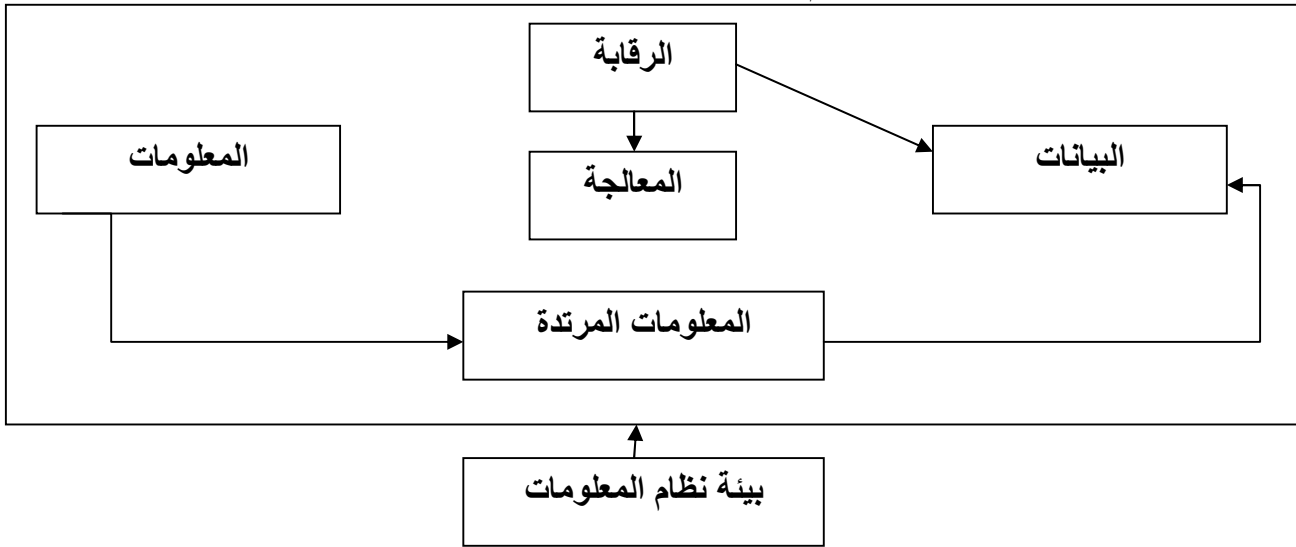 الرقابة
البيانات
المعالجة
المعلومات
المعلومات المرتدة
بيئة نظام المعلومات